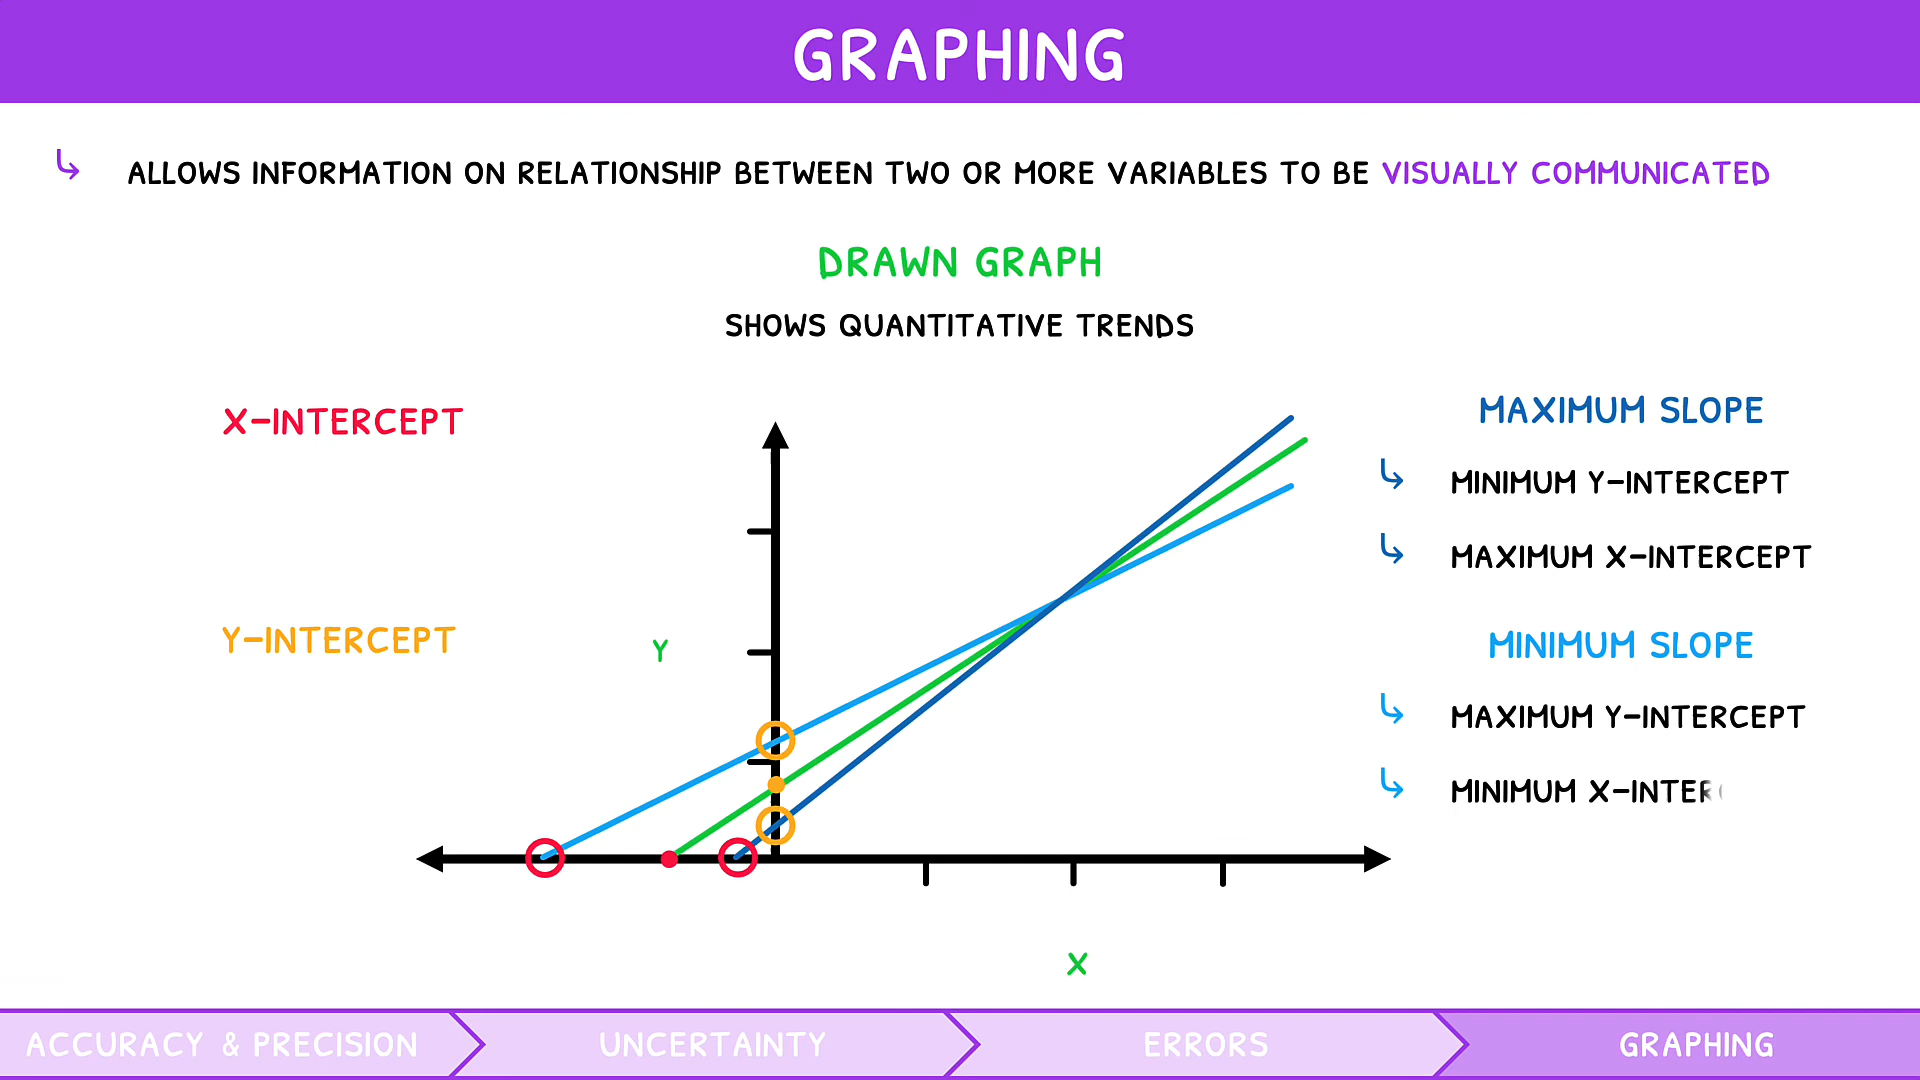 GRAPHING
ALLOWS INFORMATION ON RELATIONSHIP BETWEEN TWO OR MORE VARIABLES TO BE VISUALLY COMMUNICATED
DRAWN GRAPH
SHOWS QUANTITATIVE TRENDS
X-INTERCEPT
Y-INTERCEPT
Y
X
MAXIMUM SLOPE
MINIMUM Y-INTERCEPT
MAXIMUM X-INTERCEPT
MINIMUM SLOPE
MAXIMUM Y-INTERCEPT
MINIMUM X-INTER
ACCURACY & PRECISION
UNCERTAINTY
ERRORS
GRAPHING